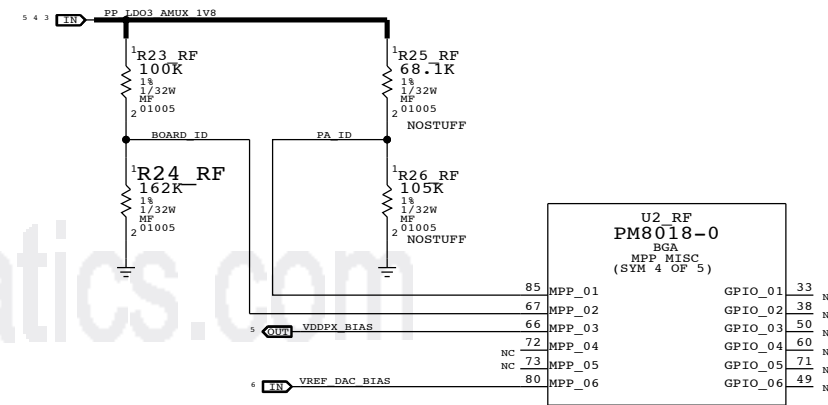 5 4 3 IN PP_LDO3_AMUX_1V8
1 R23_RF
100K
1%
1/32W
MF
2 01005
1 R25_RF
68.1K
1%
1/32W
MF
2 01005
NOSTUFF
BOARD_ID
PA_ID
1 R24_RF
162K
1%
1/32W
MF
2 01005
1 R26_RF
105K
1%
1/32W
MF
2 01005
NOSTUFF
U2_RF
PM8018-0
BGA
MPP MISC
(SYM 4 OF 5)
85 MPP_01 GPIO_01 33 N
67 MPP_02 GPIO_02 38 N
5 OUT VDDPX_BIAS 66 MPP_03 GPIO_03 50 N
NC 72 MPP_04 GPIO_04 60 N
NC 73 MPP_05 GPIO_05 71 N
6 IN VREF_DAC_BIAS 80 MPP_06 GPIO_06 49 N
atics.com